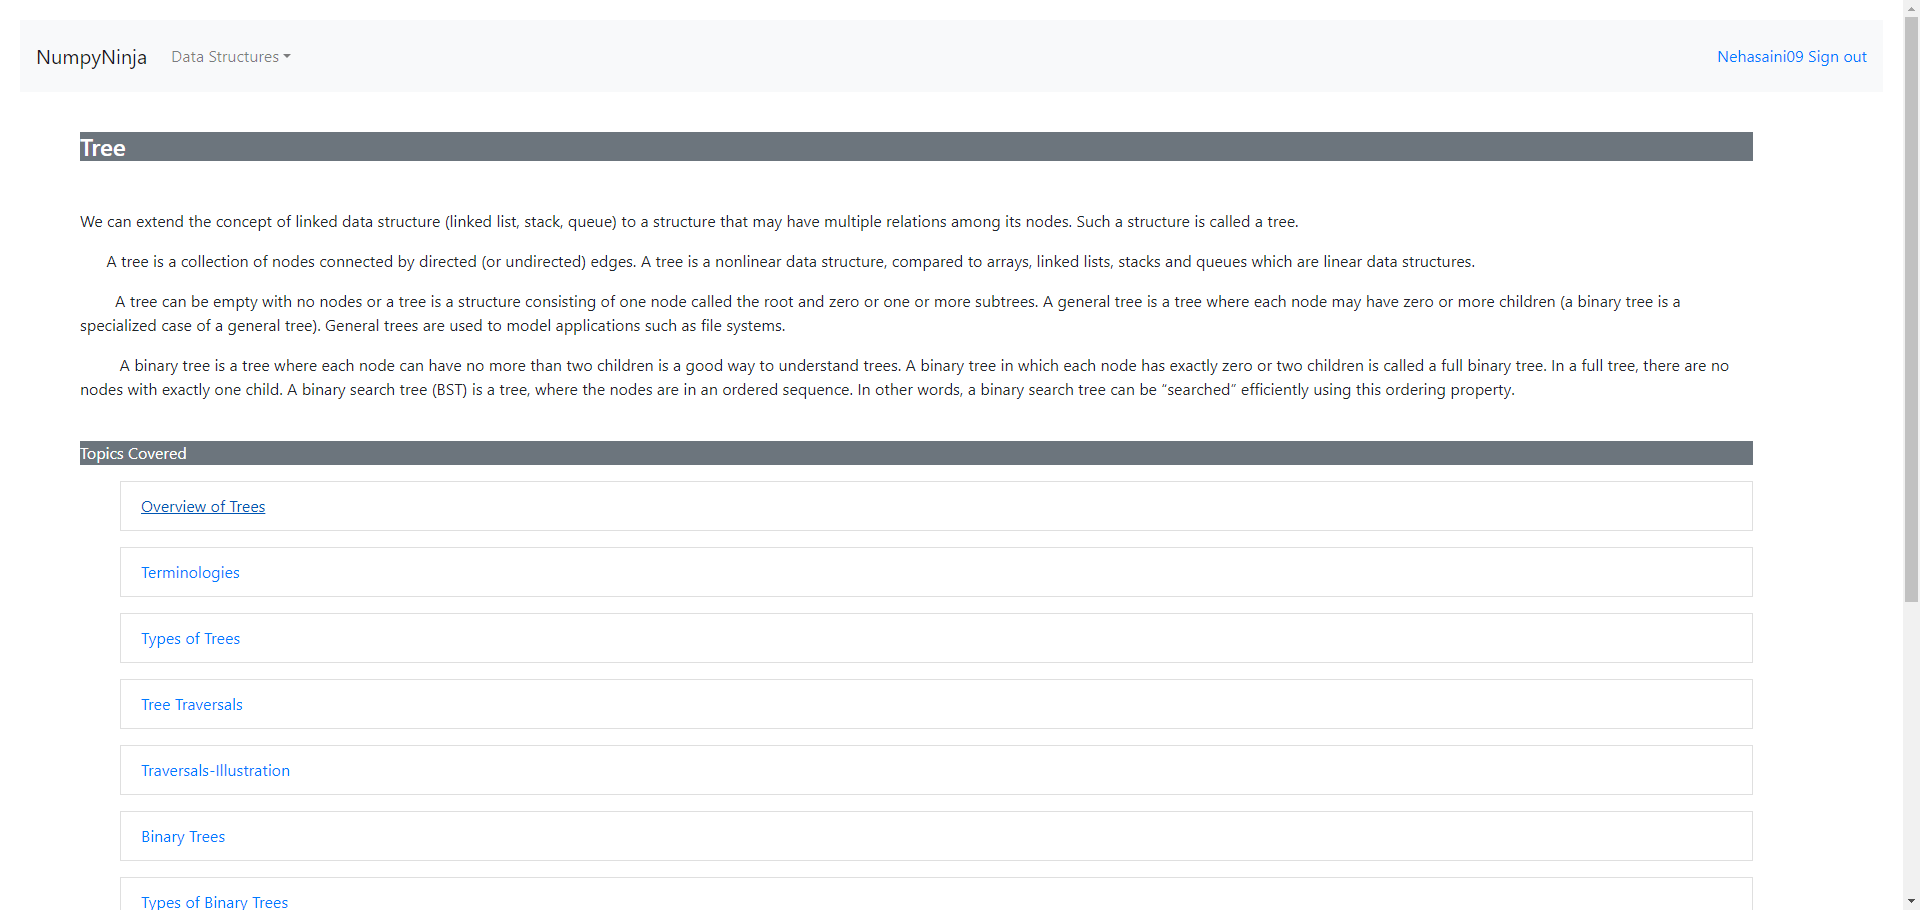 NumpyNinja Data Structures Nehasaini09 Sign out
Tree
We can extend the concept of linked data structure (linked list, stack, queue) to a structure that may have multiple relations among its nodes. Such a structure is called a tree.
A tree is a collection of nodes connected by directed (or undirected) edges. A tree is a nonlinear data structure, compared to arrays, linked lists, stacks and queues which are linear data structures.
A tree can be empty with no nodes or a tree is a structure consisting of one node called the root and zero or one or more subtrees. A general tree is a tree where each node may have zero or more children (a binary tree is a
specialized case of a general tree). General trees are used to model applications such as file systems.
A binary tree is a tree where each node can have no more than two children is a good way to understand trees. A binary tree in which each node has exactly zero or two children is called a full binary tree. In a full tree, there are no
nodes with exactly one child. A binary search tree (BST) is a tree, where the nodes are in an ordered sequence. In other words, a binary search tree can be “searched” efficiently using this ordering property.
Topics Covered
Overview of Trees
Terminologies
Types of Trees
Tree Traversals
Traversals-Illustration
Binary Trees
Types of Binary Trees